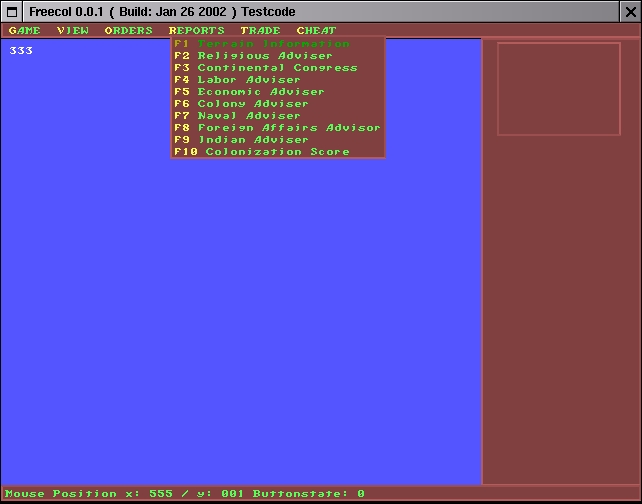 Freecol 0.0.1 ( Build: Jan 26 2002 ) Testcode
GAME VIEW ORDERS REPORTS TRADE CHEAT
333
F1 Terrain Information
F2 Religious Adviser
F3 Continental Congress
F4 Labor Adviser
F5 Economic Adviser
F6 Colony Adviser
F7 Naval Adviser
F8 Foreign Affairs Advisor
F9 Indian Adviser
F10 Colonization Score
Mouse Position x: 555 / y: 001 Buttonstate: 0